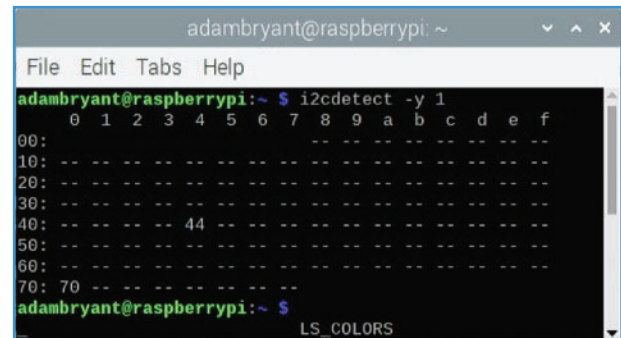 adambryant@raspberrypi: ~
File Edit Tabs Help
adambryant@raspberrypi:~ $ i2cdetect -y 1
     0  1  2  3  4  5  6  7  8  9  a  b  c  d  e  f
00:                         -- -- -- -- -- -- -- --
10: -- -- -- -- -- -- -- -- -- -- -- -- -- -- -- --
20: -- -- -- -- -- -- -- -- -- -- -- -- -- -- -- --
30: -- -- -- -- -- -- -- -- -- -- -- -- -- -- -- --
40: -- -- -- -- 44 -- -- -- -- -- -- -- -- -- -- --
50: -- -- -- -- -- -- -- -- -- -- -- -- -- -- -- --
60: -- -- -- -- -- -- -- -- -- -- -- -- -- -- -- --
70: 70 -- -- -- -- -- -- --
adambryant@raspberrypi:~ $
_                        LS_COLORS